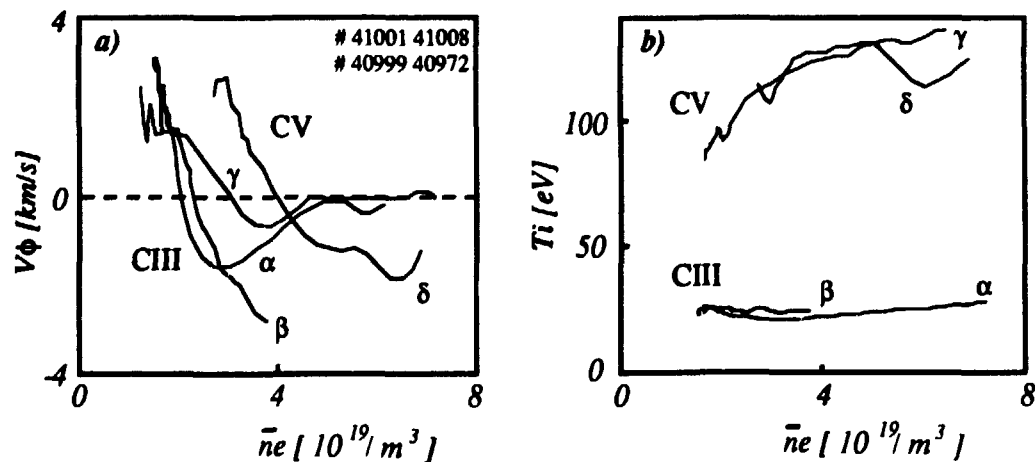 a)
# 41001 41008
# 40999 40972
4
0
-4
Vϕ [km/s]
CV
γ
CIII
α
β
δ
0 4 8
n̄e [ 10^19/ m^3 ]
b)
100
50
0
Ti [eV]
CV
γ
δ
CIII
β
α
0 4 8
n̄e [ 10^19/ m^3 ]